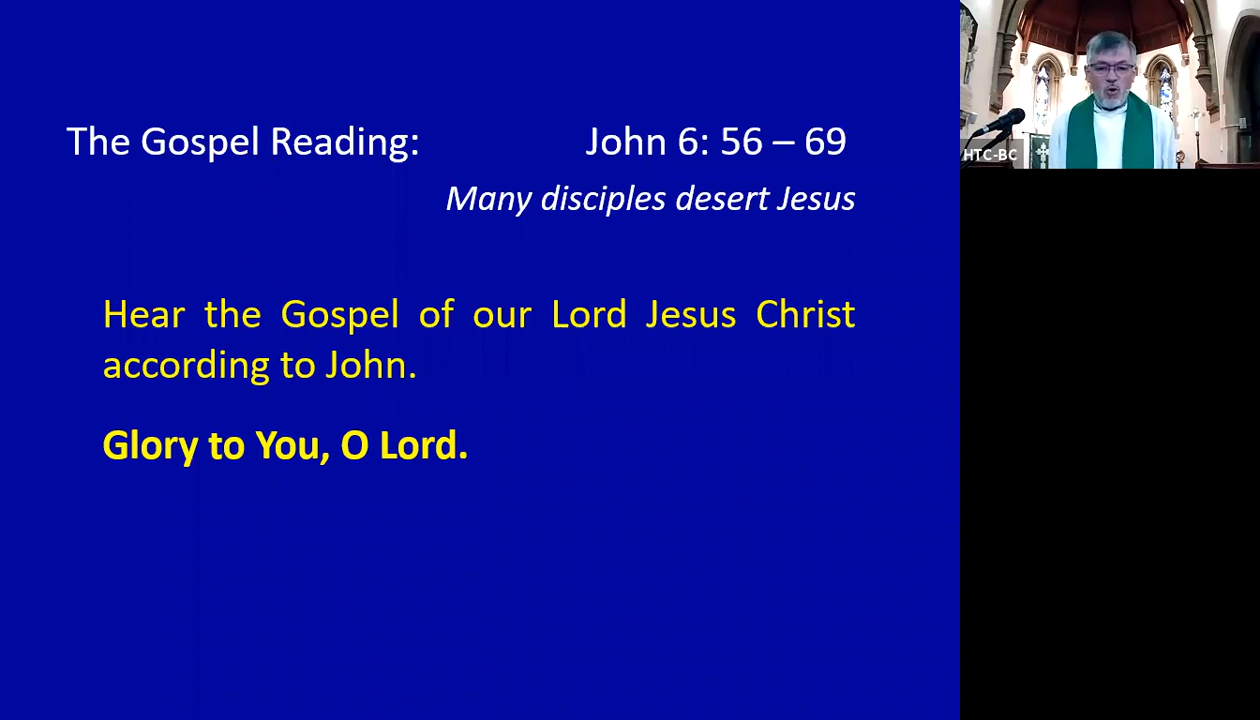 The Gospel Reading: John 6: 56 – 69
Many disciples desert Jesus
Hear the Gospel of our Lord Jesus Christ
according to John.
Glory to You, O Lord.
HTC-BC